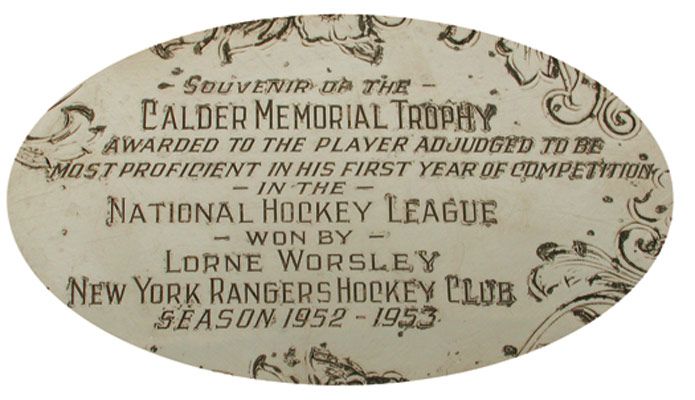 - SOUVENIR OF THE -
CALDER MEMORIAL TROPHY
AWARDED TO THE PLAYER ADJUDGED TO BE
MOST PROFICIENT IN HIS FIRST YEAR OF COMPETITION
- IN THE -
NATIONAL HOCKEY LEAGUE
- WON BY -
LORNE WORSLEY
NEW YORK RANGERS HOCKEY CLUB
SEASON 1952 - 1953